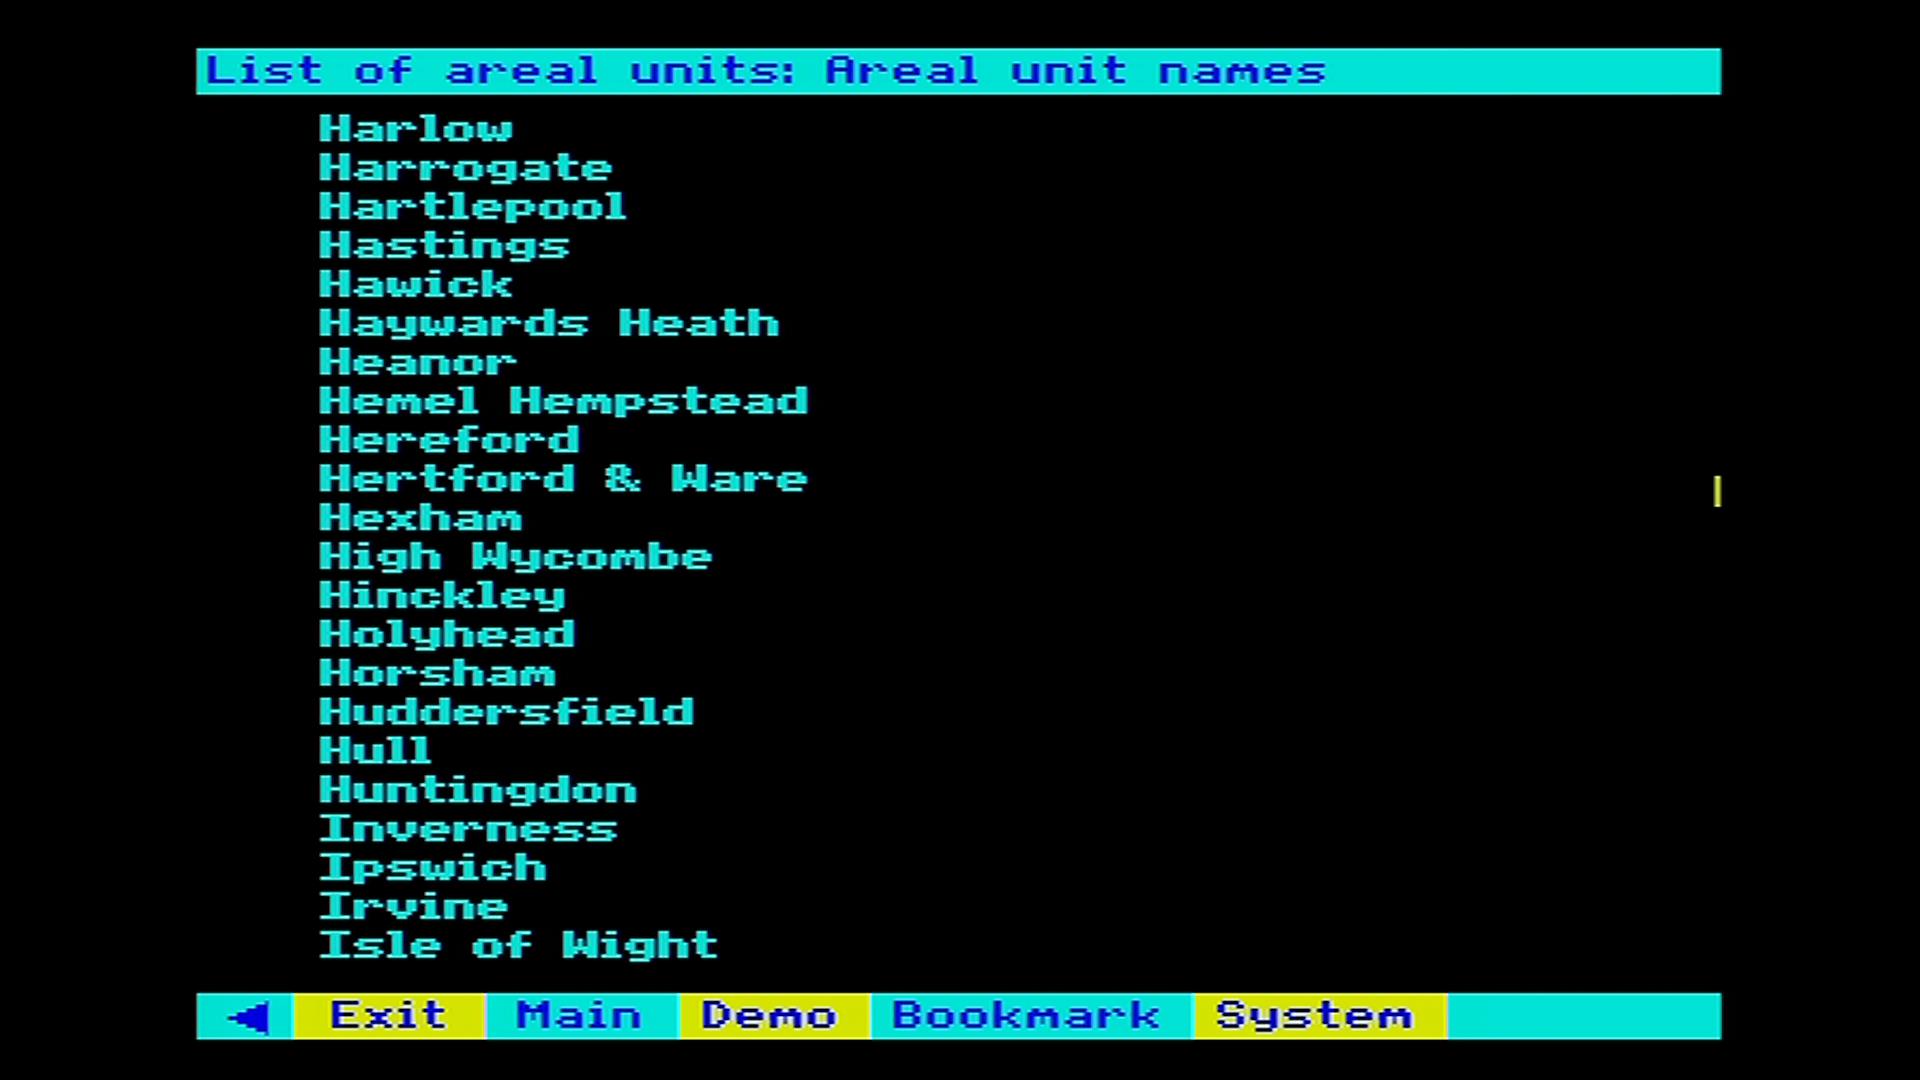 List of areal units: Areal unit names
Harlow
Harrogate
Hartlepool
Hastings
Hawick
Haywards Heath
Heanor
Hemel Hempstead
Hereford
Hertford & Ware
Hexham
High Wycombe
Hinckley
Holyhead
Horsham
Huddersfield
Hull
Huntingdon
Inverness
Ipswich
Irvine
Isle of Wight
Exit Main Demo Bookmark System